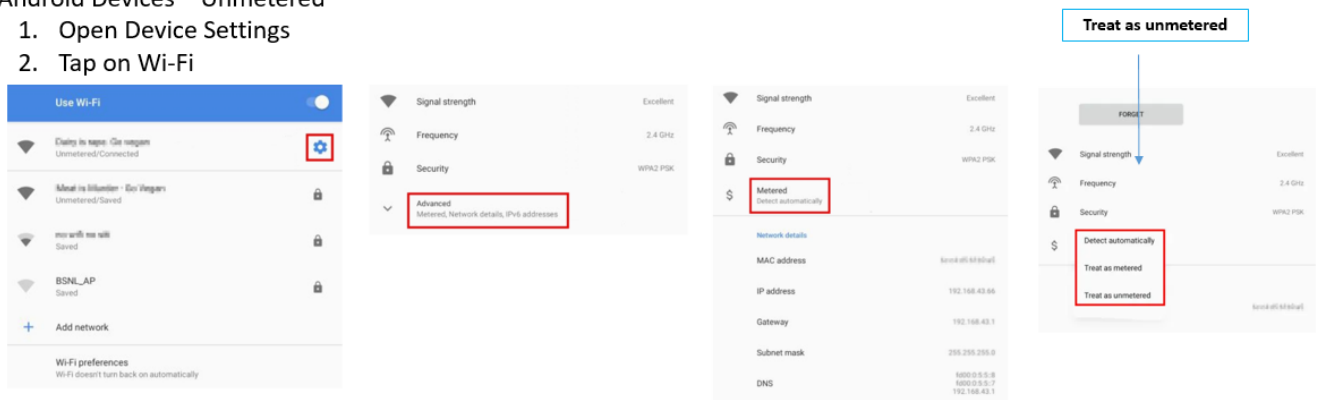 Android Devices – Unmetered
1. Open Device Settings
2. Tap on Wi-Fi
Use Wi-Fi
Unmetered/Connected
Unmetered/Saved
Saved
BSNL_AP
Saved
Add network
Wi-Fi preferences
Wi-Fi doesn't turn back on automatically
Signal strength Excellent
Frequency 2.4 GHz
Security WPA2 PSK
Advanced
Metered, Network details, IPv6 addresses
Signal strength Excellent
Frequency 2.4 GHz
Security WPA2 PSK
Metered
Detect automatically
Network details
MAC address
IP address 192.168.43.66
Gateway 192.168.43.1
Subnet mask 255.255.255.0
DNS
192.168.43.1
Treat as unmetered
FORGET
Signal strength Excellent
Frequency 2.4 GHz
Security WPA2 PSK
Detect automatically
Treat as metered
Treat as unmetered